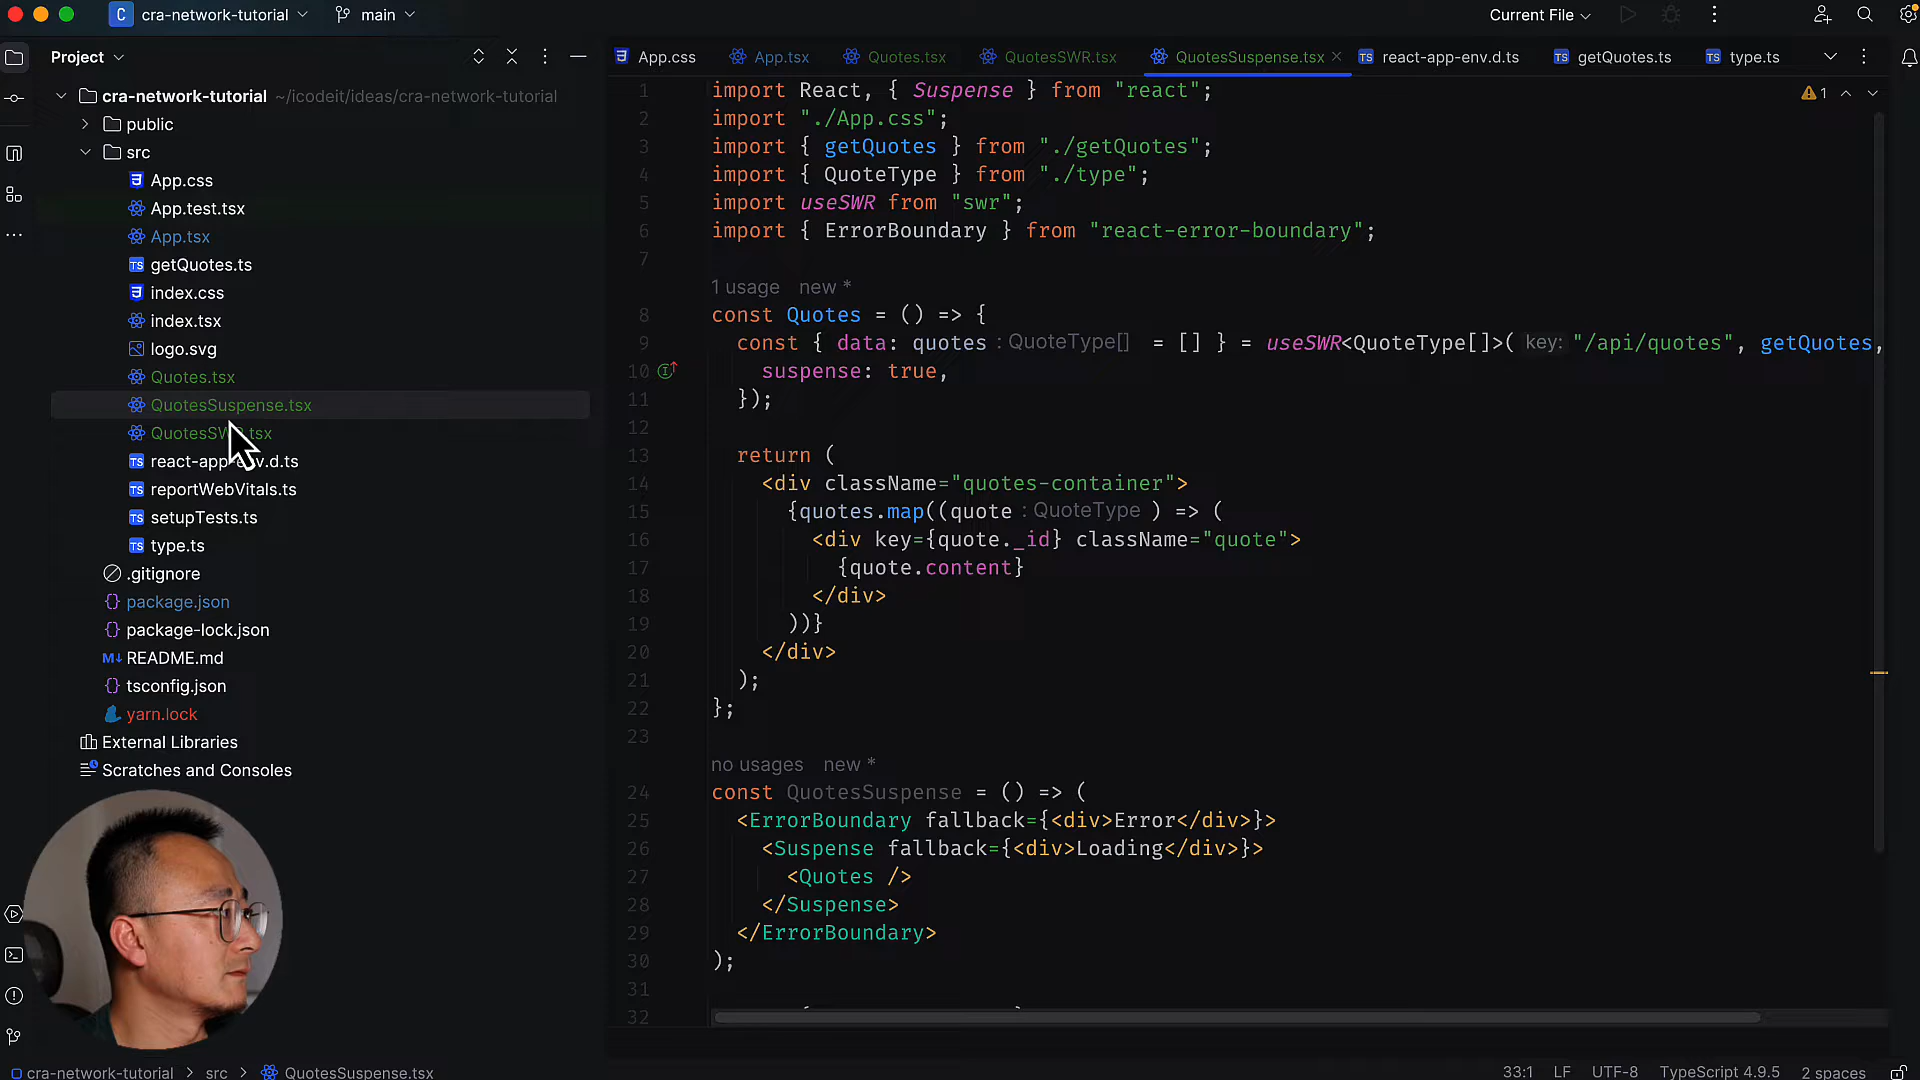 C cra-network-tutorial main Current File
Project
App.css App.tsx Quotes.tsx QuotesSWR.tsx QuotesSuspense.tsx react-app-env.d.ts getQuotes.ts type.ts
cra-network-tutorial ~/icodeit/ideas/cra-network-tutorial
public
src
App.css
App.test.tsx
App.tsx
getQuotes.ts
index.css
index.tsx
logo.svg
Quotes.tsx
QuotesSuspense.tsx
react-app-env.d.ts
reportWebVitals.ts
setupTests.ts
type.ts
.gitignore
package.json
package-lock.json
README.md
tsconfig.json
yarn.lock
External Libraries
Scratches and Consoles
1
1 import React, { Suspense } from "react";
2 import "./App.css";
3 import { getQuotes } from "./getQuotes";
4 import { QuoteType } from "./type";
5 import useSWR from "swr";
6 import { ErrorBoundary } from "react-error-boundary";
7
1 usage new *
8 const Quotes = () => {
9 const { data: quotes : QuoteType[] = [] } = useSWR<QuoteType[]>( key: "/api/quotes", getQuotes,
10 suspense: true,
11 });
12
13 return (
14 <div className="quotes-container">
15 {quotes.map((quote : QuoteType ) => (
16 <div key={quote._id} className="quote">
17 {quote.content}
18 </div>
19 ))}
20 </div>
21 );
22 };
23
no usages new *
24 const QuotesSuspense = () => (
25 <ErrorBoundary fallback={<div>Error</div>}>
26 <Suspense fallback={<div>Loading</div>}>
27 <Quotes />
28 </Suspense>
29 </ErrorBoundary>
30 );
31
32
cra-network-tutorial > src > QuotesSuspense.tsx 33:1 LF UTF-8 TypeScript 4.9.5 2 spaces